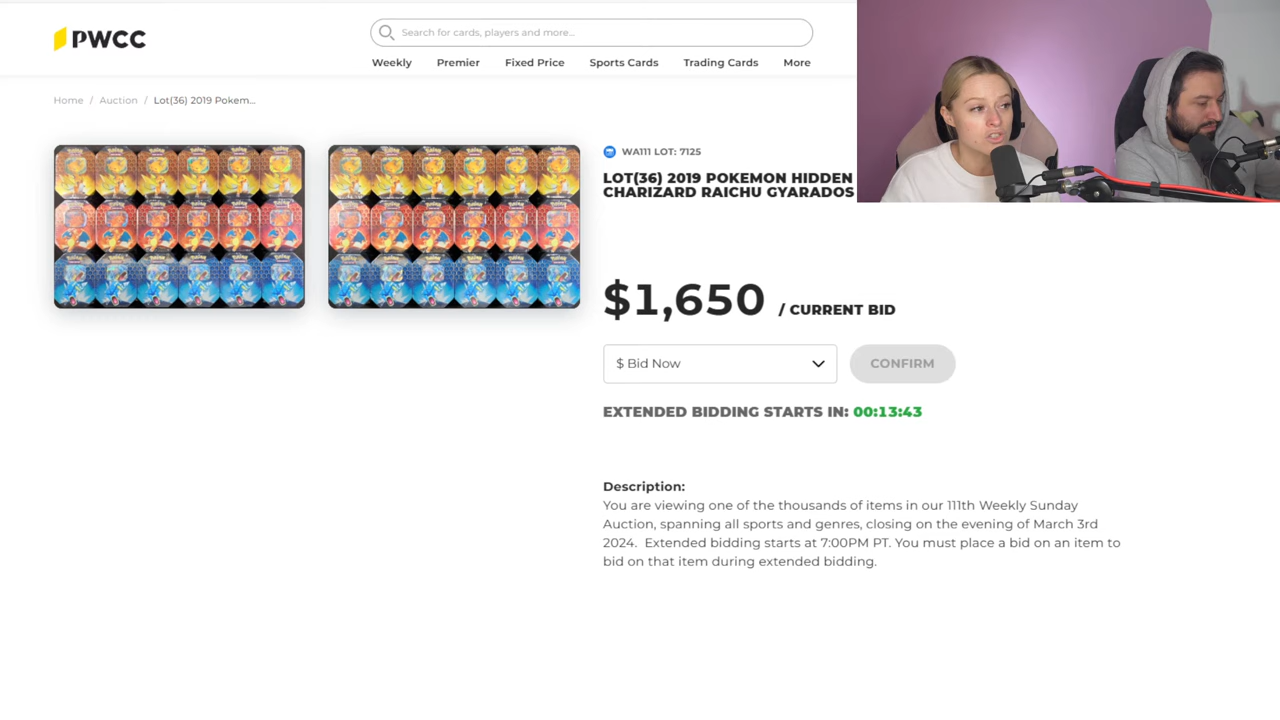 PWCC
Search for cards, players and more...
Weekly Premier Fixed Price Sports Cards Trading Cards More
Home / Auction / Lot(36) 2019 Pokem...
WA111 LOT: 7125
LOT(36) 2019 POKEMON HIDDEN
CHARIZARD RAICHU GYARADOS
$1,650 / CURRENT BID
$ Bid Now
CONFIRM
EXTENDED BIDDING STARTS IN: 00:13:43
Description:
You are viewing one of the thousands of items in our 111th Weekly Sunday
Auction, spanning all sports and genres, closing on the evening of March 3rd
2024. Extended bidding starts at 7:00PM PT. You must place a bid on an item to
bid on that item during extended bidding.